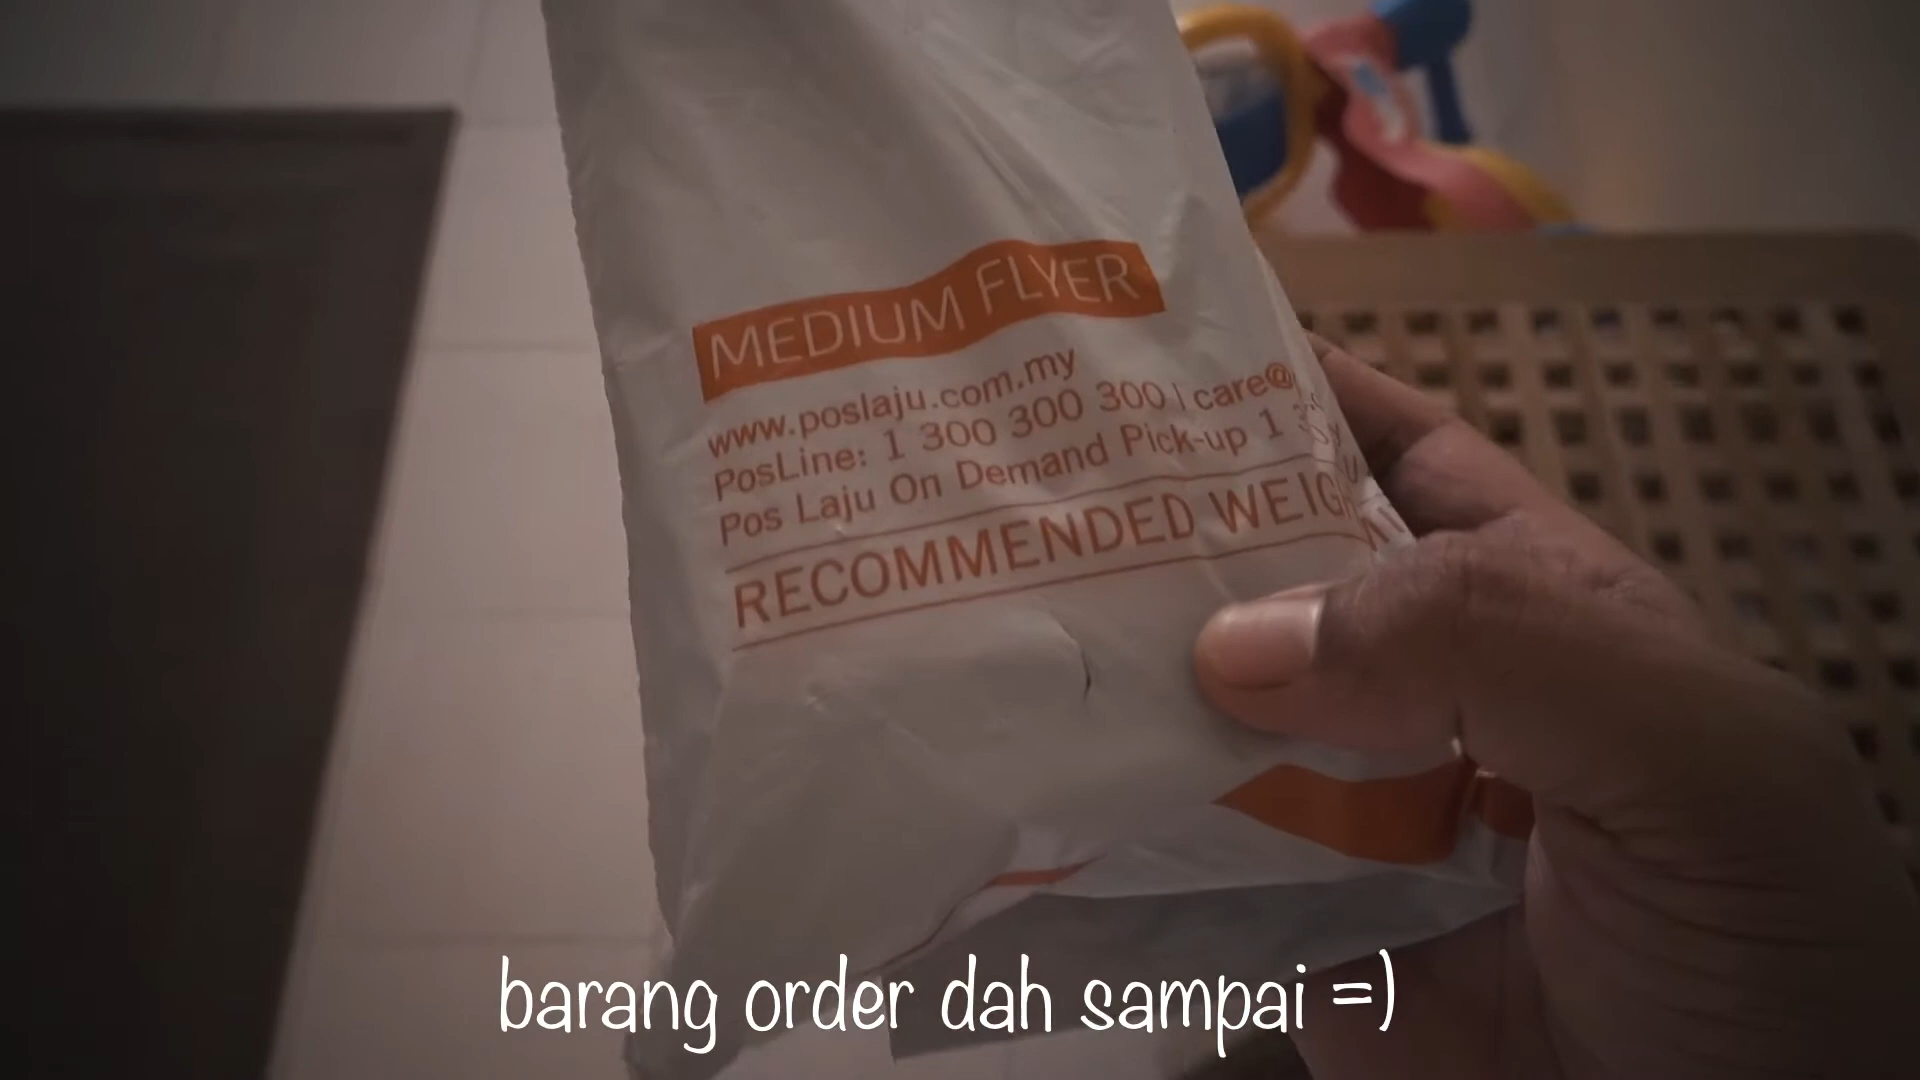 MEDIUM FLYER
www.poslaju.com.my
PosLine: 1 300 300 300 | care@
Pos Laju On Demand Pick-up 1
RECOMMENDED
barang order dah sampai =)